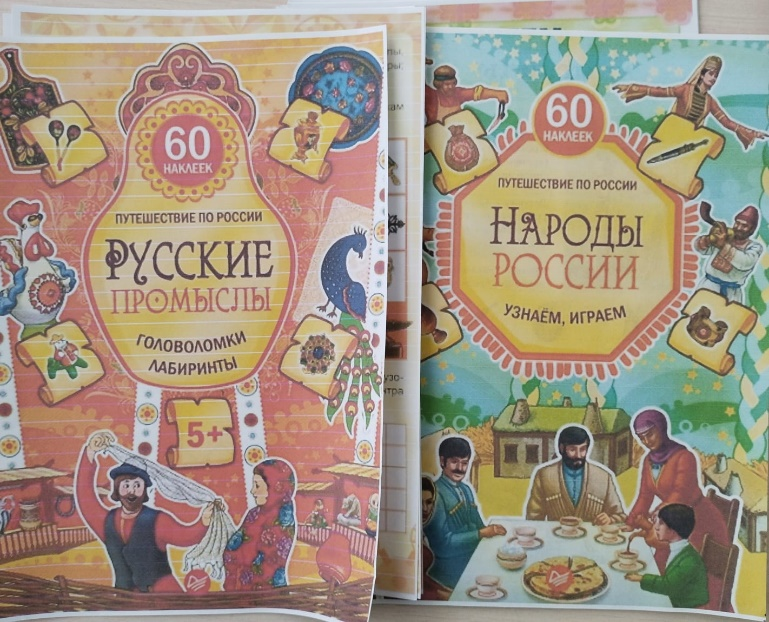 60
НАКЛЕЕК
ПУТЕШЕСТВИЕ ПО РОССИИ
РУССКИЕ
ПРОМЫСЛЫ
ГОЛОВОЛОМКИ
ЛАБИРИНТЫ
5+
60
НАКЛЕЕК
ПУТЕШЕСТВИЕ ПО РОССИИ
НАРОДЫ
РОССИИ
УЗНАЁМ, ИГРАЕМ